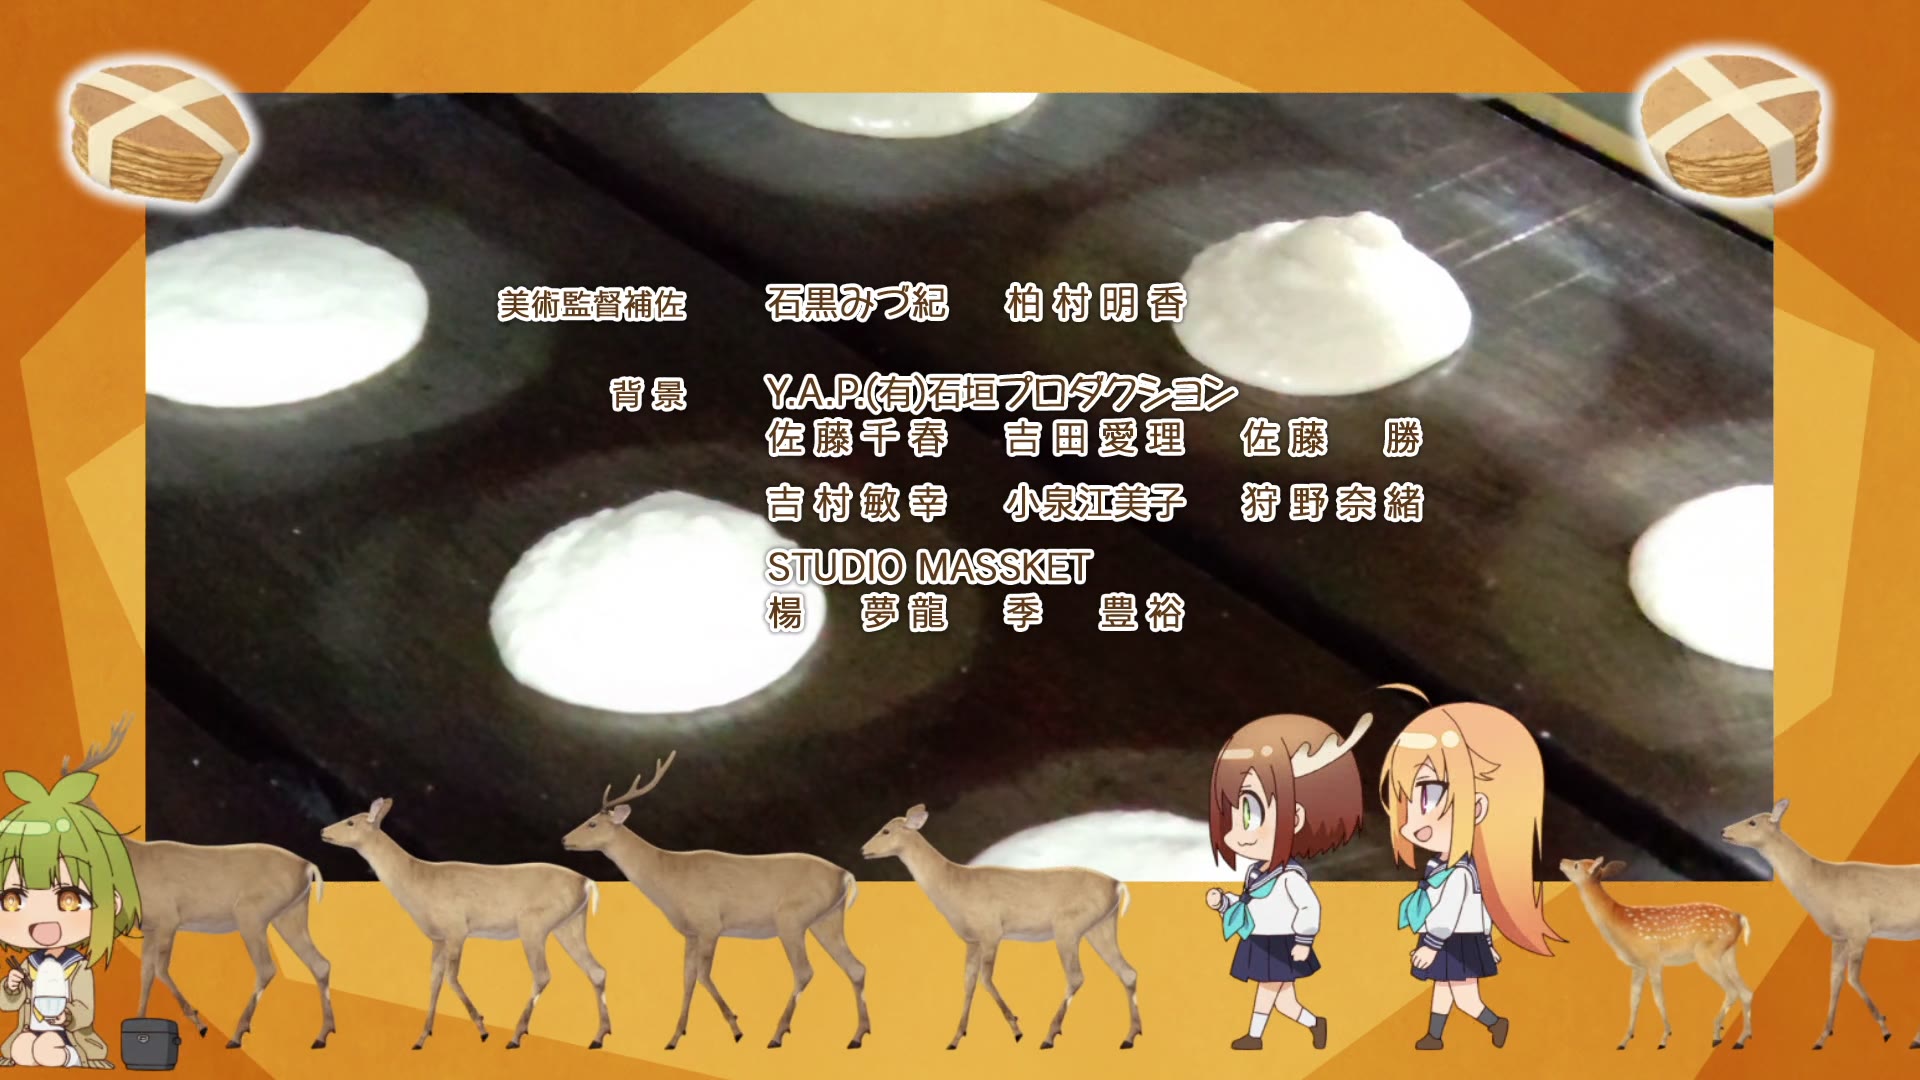 美術監督補佐 石黒みづ紀 柏村明香
背景 Y.A.P.(有)石垣プロダクション
佐藤千春 吉田愛理 佐藤 勝
吉村敏幸 小泉江美子 狩野奈緒
STUDIO MASSKET
楊 夢龍 季 豊裕